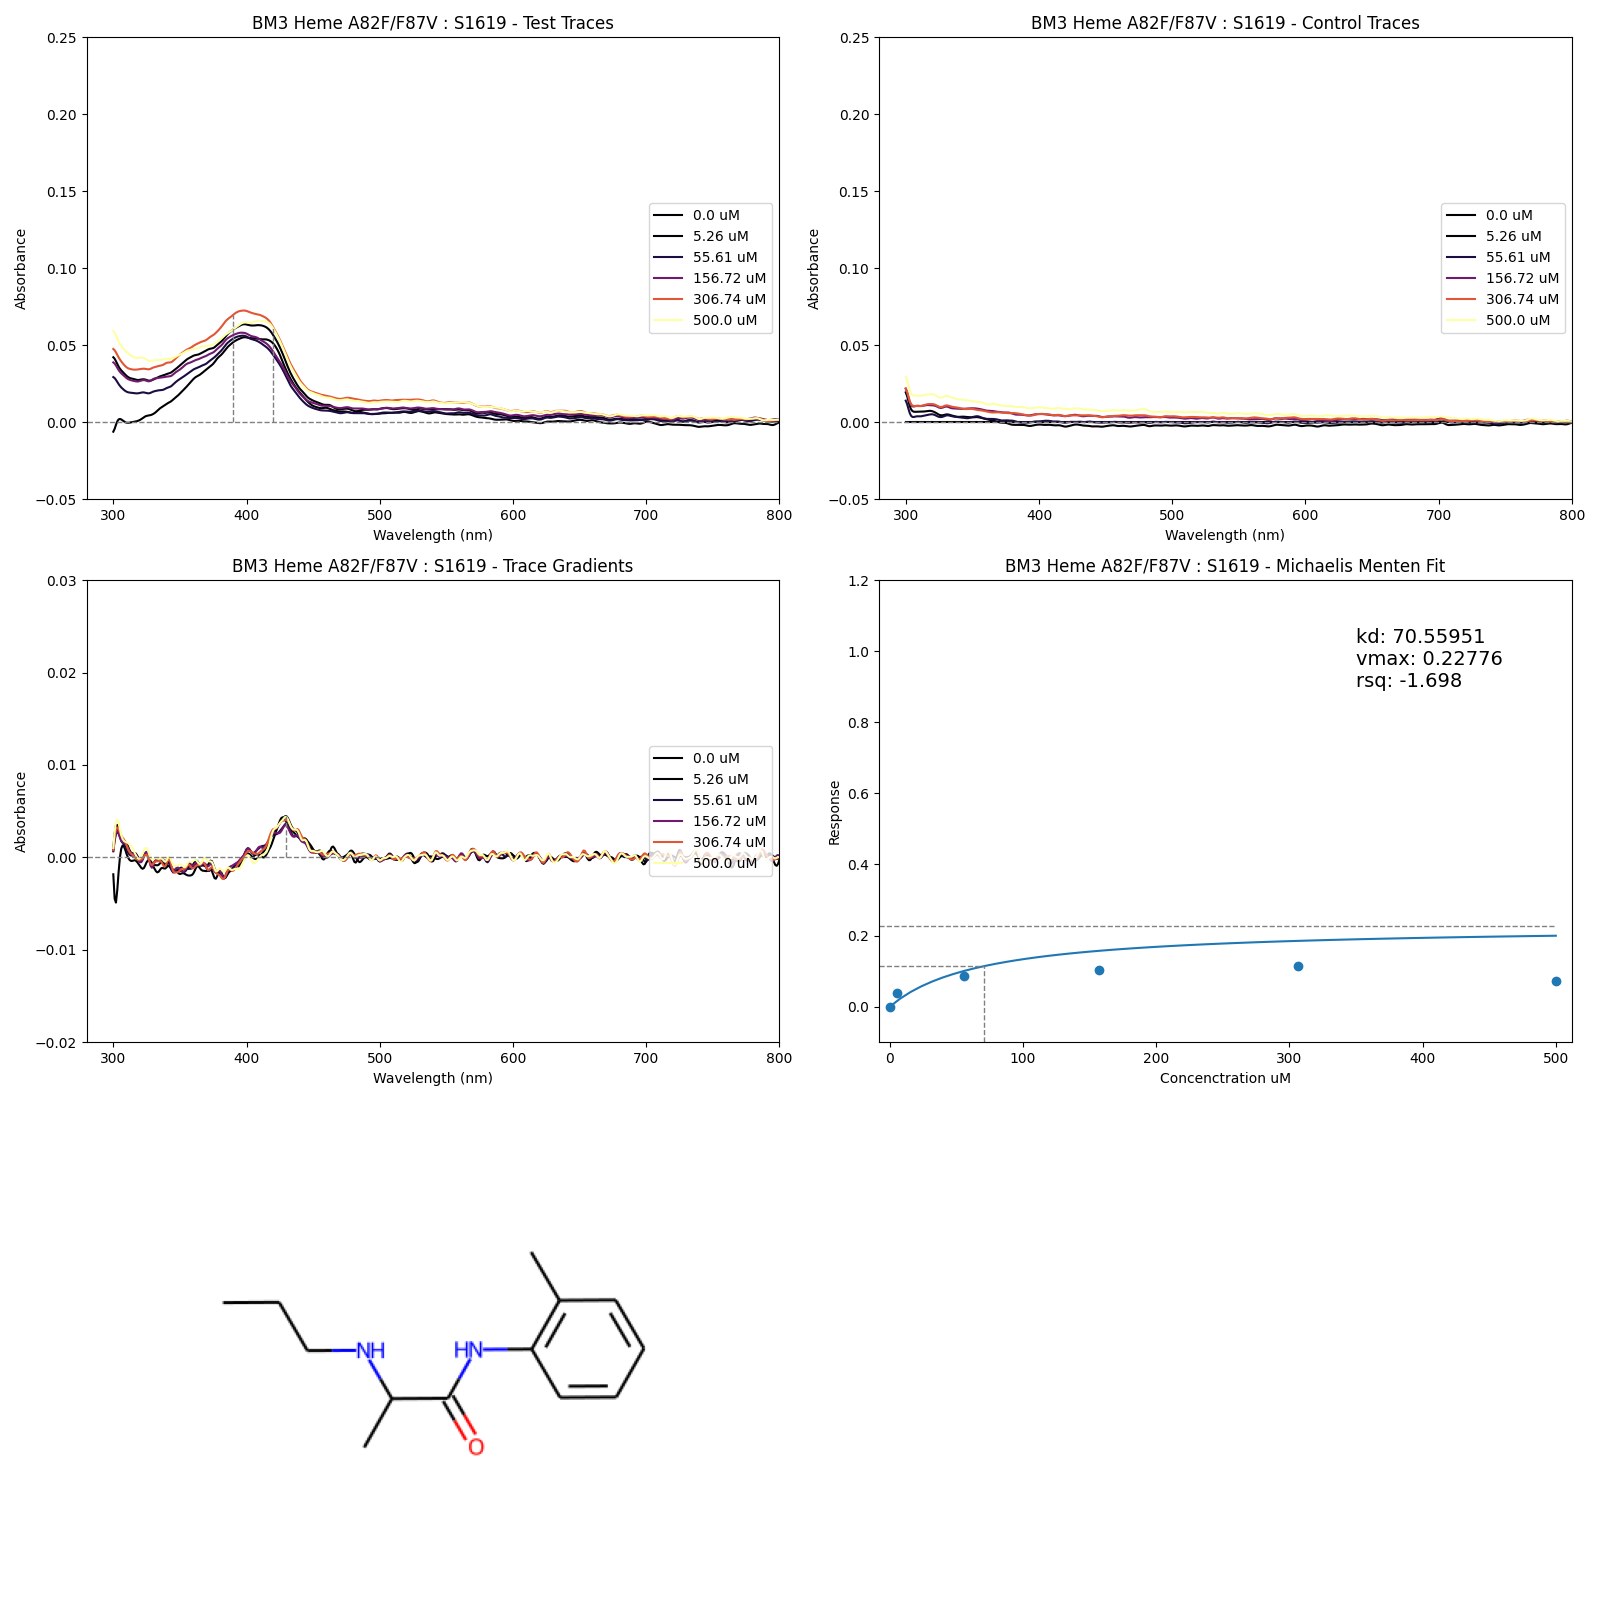 BM3 Heme A82F/F87V : S1619 - Test Traces
0.25
0.20
0.15
0.10
0.05
0.00
−0.05
Absorbance
300 400 500 600 700 800
Wavelength (nm)
0.0 uM
5.26 uM
55.61 uM
156.72 uM
306.74 uM
500.0 uM
BM3 Heme A82F/F87V : S1619 - Control Traces
0.25
0.20
0.15
0.10
0.05
0.00
−0.05
Absorbance
300 400 500 600 700 800
Wavelength (nm)
0.0 uM
5.26 uM
55.61 uM
156.72 uM
306.74 uM
500.0 uM
BM3 Heme A82F/F87V : S1619 - Trace Gradients
0.03
0.02
0.01
0.00
−0.01
−0.02
Absorbance
300 400 500 600 700 800
Wavelength (nm)
0.0 uM
5.26 uM
55.61 uM
156.72 uM
306.74 uM
500.0 uM
BM3 Heme A82F/F87V : S1619 - Michaelis Menten Fit
1.2
1.0
0.8
0.6
0.4
0.2
0.0
Response
0 100 200 300 400 500
Concenctration uM
kd: 70.55951
vmax: 0.22776
rsq: -1.698
NH
HN
O